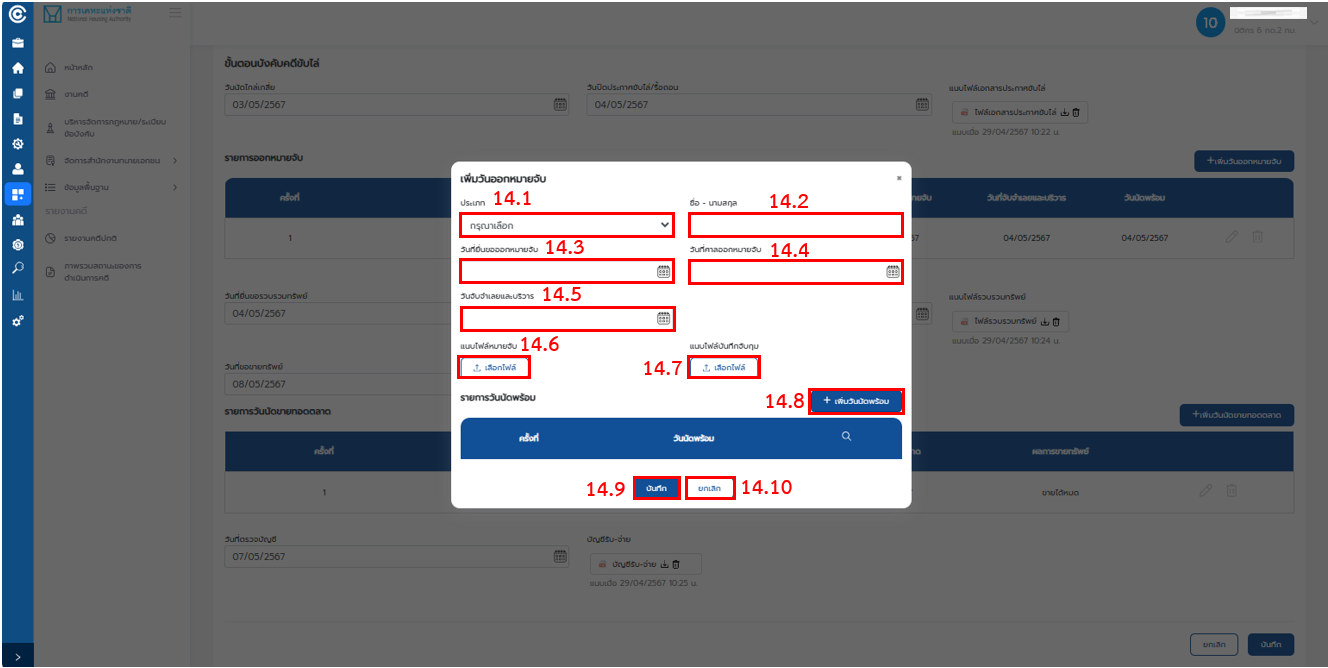 การเคหะแห่งชาติ
National Housing Authority
10
นิติกร 6 กด.2 กม.
หน้าหลัก
งานคดี
บริหารจัดการกฎหมาย/ระเบียบ
ข้อบังคับ
จัดการสำนักงานทนายเอกชน
ข้อมูลพื้นฐาน
รายงานคดี
รายงานคดีปกติ
ภาพรวมสถานะของการ
ดำเนินการคดี
ขั้นตอนบังคับคดีขับไล่
วันนัดไกล่เกลี่ย
วันปิดประกาศขับไล่/รื้อถอน
แนบไฟล์เอกสารประกาศขับไล่
03/05/2567
04/05/2567
ไฟล์เอกสารประกาศขับไล่
แนบเมื่อ 29/04/2567 10:22 น.
รายการออกหมายจับ
+เพิ่มวันออกหมายจับ
ครั้งที่
วันที่จับจำเลยและบริวาร
วันนัดพร้อม
1
04/05/2567
04/05/2567
เพิ่มวันออกหมายจับ
×
ประเภท 14.1
ชื่อ - นามสกุล 14.2
กรุณาเลือก
วันที่ยื่นขอออกหมายจับ 14.3
วันที่ศาลออกหมายจับ 14.4
วันจับจำเลยและบริวาร 14.5
แนบไฟล์หมายจับ 14.6
แนบไฟล์บันทึกจับกุม
เลือกไฟล์
14.7 เลือกไฟล์
รายการวันนัดพร้อม
14.8 + เพิ่มวันนัดพร้อม
ครั้งที่
วันนัดพร้อม
14.9 บันทึก
ยกเลิก 14.10
วันที่ยื่นขอรวบรวมทรัพย์
แนบไฟล์รวบรวมทรัพย์
04/05/2567
ไฟล์รวบรวมทรัพย์
แนบเมื่อ 29/04/2567 10:24 น.
วันที่ขอขายทรัพย์
08/05/2567
รายการวันนัดขายทอดตลาด
+เพิ่มวันนัดขายทอดตลาด
ครั้งที่
ผลการขายทรัพย์
1
ขายได้หมด
วันที่ตรวจบัญชี
บัญชีรับ-จ่าย
07/05/2567
บัญชีรับ-จ่าย
แนบเมื่อ 29/04/2567 10:25 น.
ยกเลิก
บันทึก